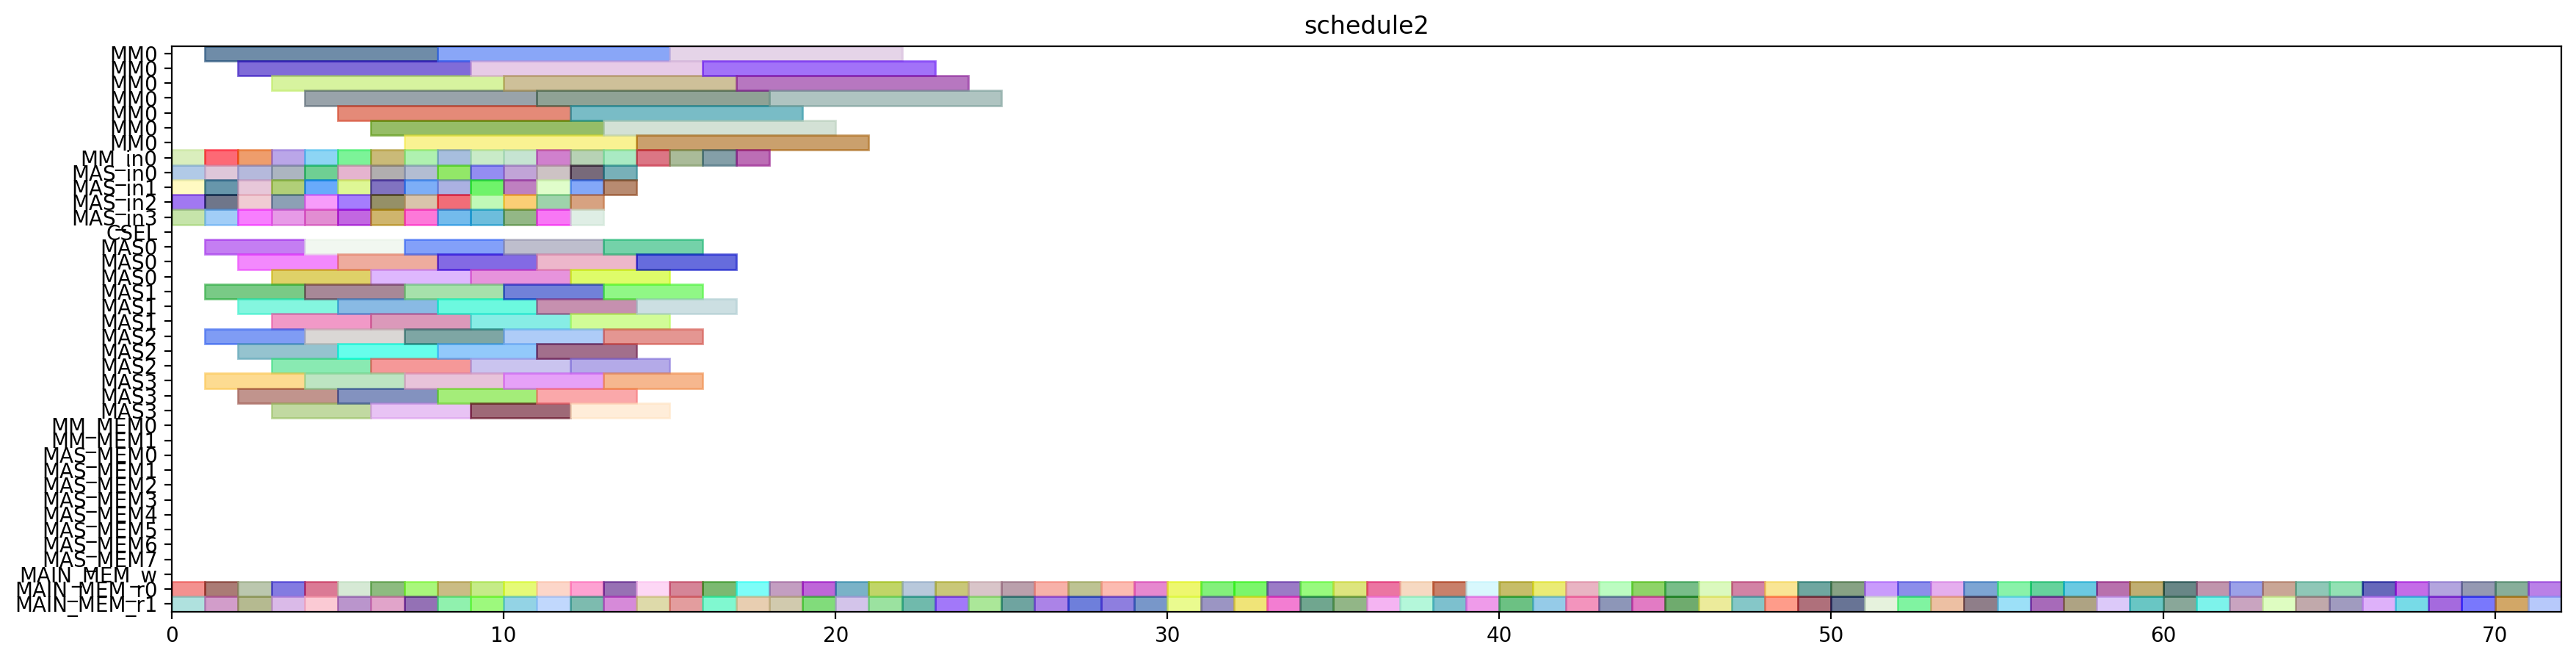 schedule2
MM0
MM0
MM0
MM0
MM0
MM0
MM0
MM_in0
MAS_in0
MAS_in1
MAS_in2
MAS_in3
CSEL
MAS0
MAS0
MAS0
MAS1
MAS1
MAS1
MAS2
MAS2
MAS2
MAS3
MAS3
MAS3
MM_MEM0
MM_MEM1
MAS_MEM0
MAS_MEM1
MAS_MEM2
MAS_MEM3
MAS_MEM4
MAS_MEM5
MAS_MEM6
MAS_MEM7
MAIN_MEM_w
MAIN_MEM_r0
MAIN_MEM_r1
0 10 20 30 40 50 60 70